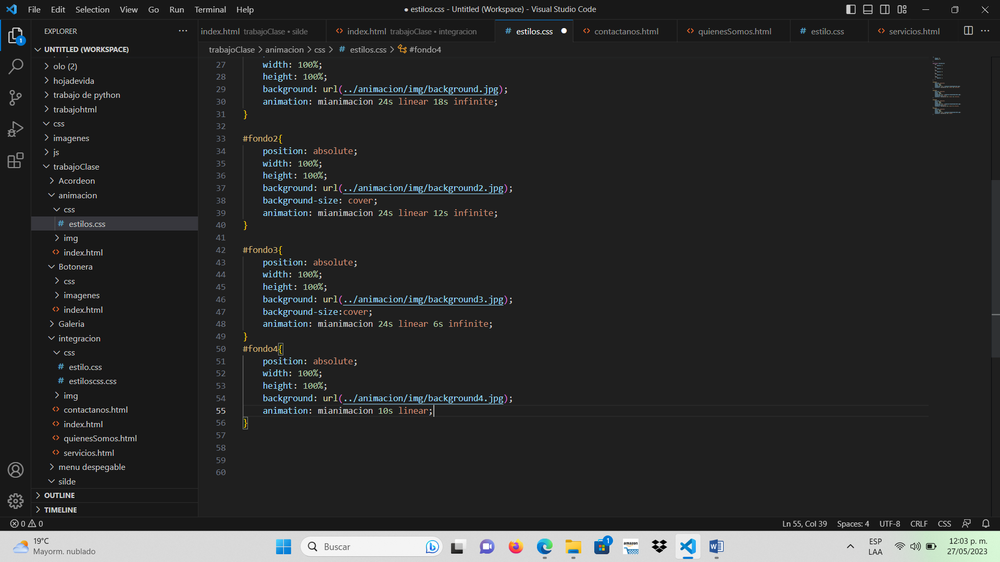 File Edit Selection View Go Run Terminal Help
● estilos.css - Untitled (Workspace) - Visual Studio Code
EXPLORER
index.html trabajoClase • silde
index.html trabajoClase • integracion
# estilos.css
contactanos.html
quienesSomos.html
# estilo.css
servicios.html
1
UNTITLED (WORKSPACE)
olo (2)
hojadevida
trabajo de python
trabajohtml
css
imagenes
js
trabajoClase
Acordeon
animacion
css
# estilos.css
img
index.html
Botonera
css
imagenes
index.html
Galeria
integracion
css
# estilo.css
# estiloscss.css
img
contactanos.html
index.html
quienesSomos.html
servicios.html
menu despegable
silde
OUTLINE
TIMELINE
trabajoClase > animacion > css > # estilos.css > #fondo4
27 width: 100%;
28 height: 100%;
29 background: url(../animacion/img/background.jpg);
30 animation: mianimacion 24s linear 18s infinite;
31 }
32
33 #fondo2{
34 position: absolute;
35 width: 100%;
36 height: 100%;
37 background: url(../animacion/img/background2.jpg);
38 background-size: cover;
39 animation: mianimacion 24s linear 12s infinite;
40 }
41
42 #fondo3{
43 position: absolute;
44 width: 100%;
45 height: 100%;
46 background: url(../animacion/img/background3.jpg);
47 background-size:cover;
48 animation: mianimacion 24s linear 6s infinite;
49 }
50 #fondo4{
51 position: absolute;
52 width: 100%;
53 height: 100%;
54 background: url(../animacion/img/background4.jpg);
55 animation: mianimacion 10s linear;
56 }
57
58
59
60
0 0
Ln 55, Col 39 Spaces: 4 UTF-8 CRLF CSS
19°C
Mayorm. nublado
Buscar
1
amazon
ESP
LAA
12:03 p. m.
27/05/2023